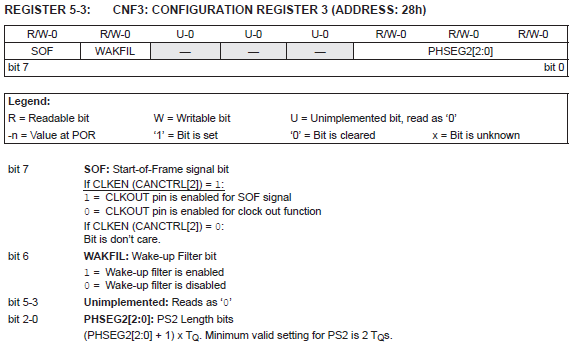 REGISTER 5-3: CNF3: CONFIGURATION REGISTER 3 (ADDRESS: 28h)
R/W-0 R/W-0 U-0 U-0 U-0 R/W-0 R/W-0 R/W-0
SOF WAKFIL — — — PHSEG2[2:0]
bit 7 bit 0
Legend:
R = Readable bit W = Writable bit U = Unimplemented bit, read as ‘0’
-n = Value at POR ‘1’ = Bit is set ‘0’ = Bit is cleared x = Bit is unknown
bit 7 SOF: Start-of-Frame signal bit
If CLKEN (CANCTRL[2]) = 1:
1 = CLKOUT pin is enabled for SOF signal
0 = CLKOUT pin is enabled for clock out function
If CLKEN (CANCTRL[2]) = 0:
Bit is don’t care.
bit 6 WAKFIL: Wake-up Filter bit
1 = Wake-up filter is enabled
0 = Wake-up filter is disabled
bit 5-3 Unimplemented: Reads as ‘0’
bit 2-0 PHSEG2[2:0]: PS2 Length bits
(PHSEG2[2:0] + 1) x TQ. Minimum valid setting for PS2 is 2 TQs.